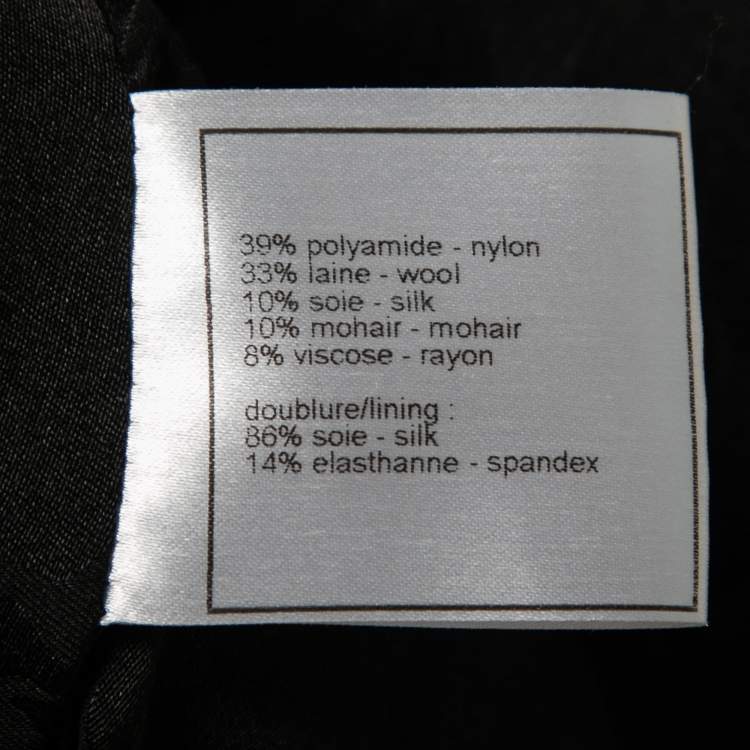 39% polyamide - nylon
33% laine - wool
10% soie - silk
10% mohair - mohair
8% viscose - rayon
doublure/lining :
86% soie - silk
14% elasthanne - spandex